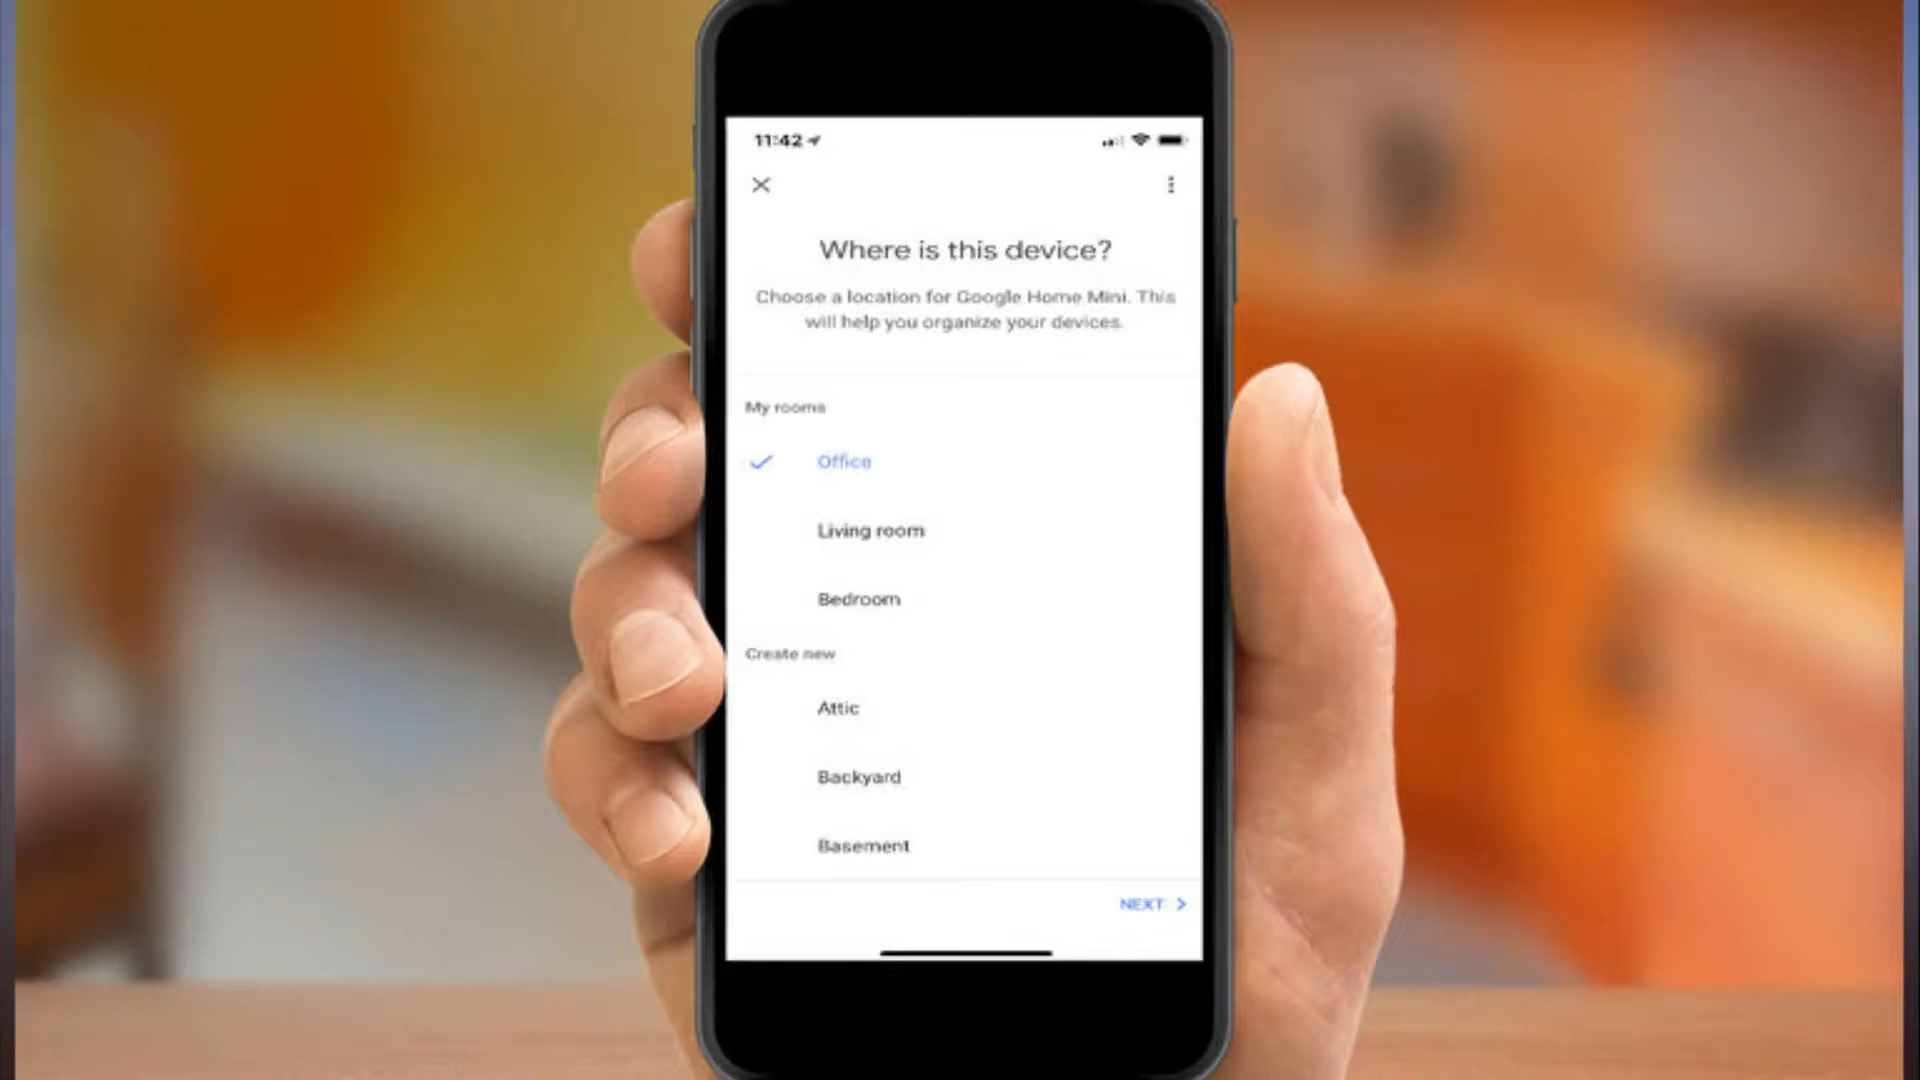 11:42
Where is this device?
Choose a location for Google Home Mini. This
will help you organize your devices.
My rooms
Office
Living room
Bedroom
Create new
Attic
Backyard
Basement
NEXT